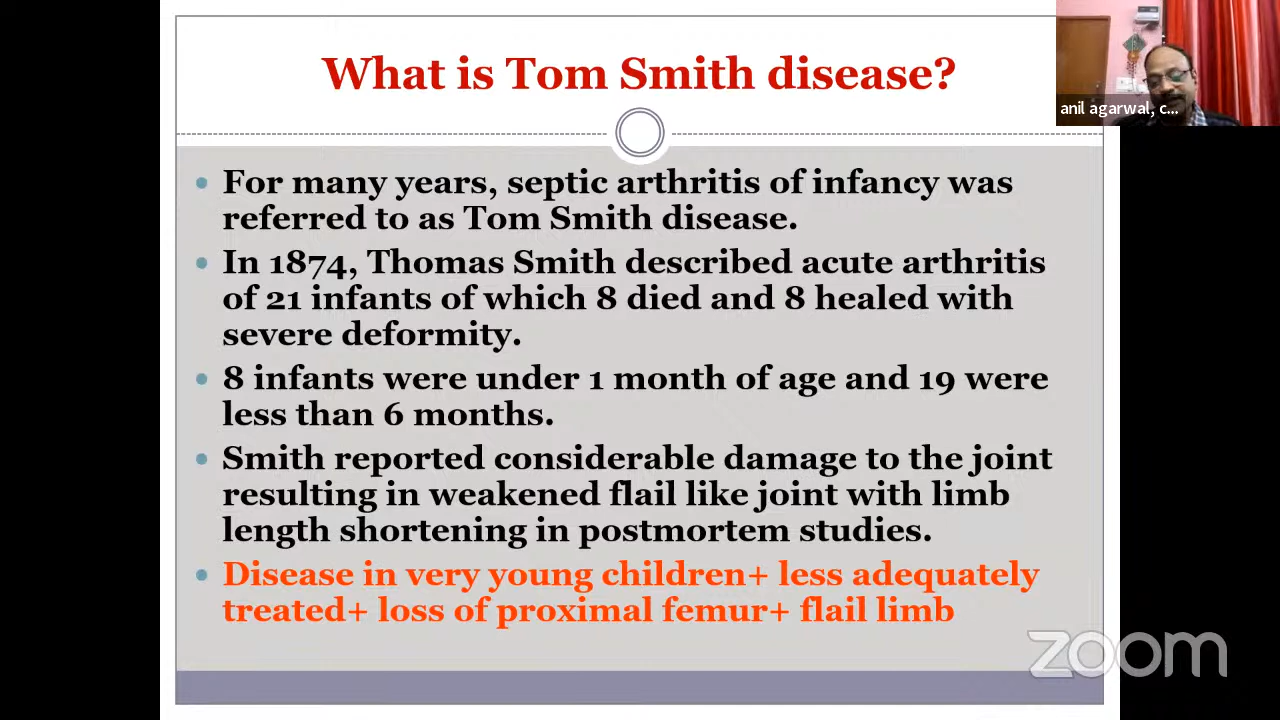 What is Tom Smith disease?
anil agarwal, c...
For many years, septic arthritis of infancy was
referred to as Tom Smith disease.
In 1874, Thomas Smith described acute arthritis
of 21 infants of which 8 died and 8 healed with
severe deformity.
8 infants were under 1 month of age and 19 were
less than 6 months.
Smith reported considerable damage to the joint
resulting in weakened flail like joint with limb
length shortening in postmortem studies.
Disease in very young children+ less adequately
treated+ loss of proximal femur+ flail limb
zoom